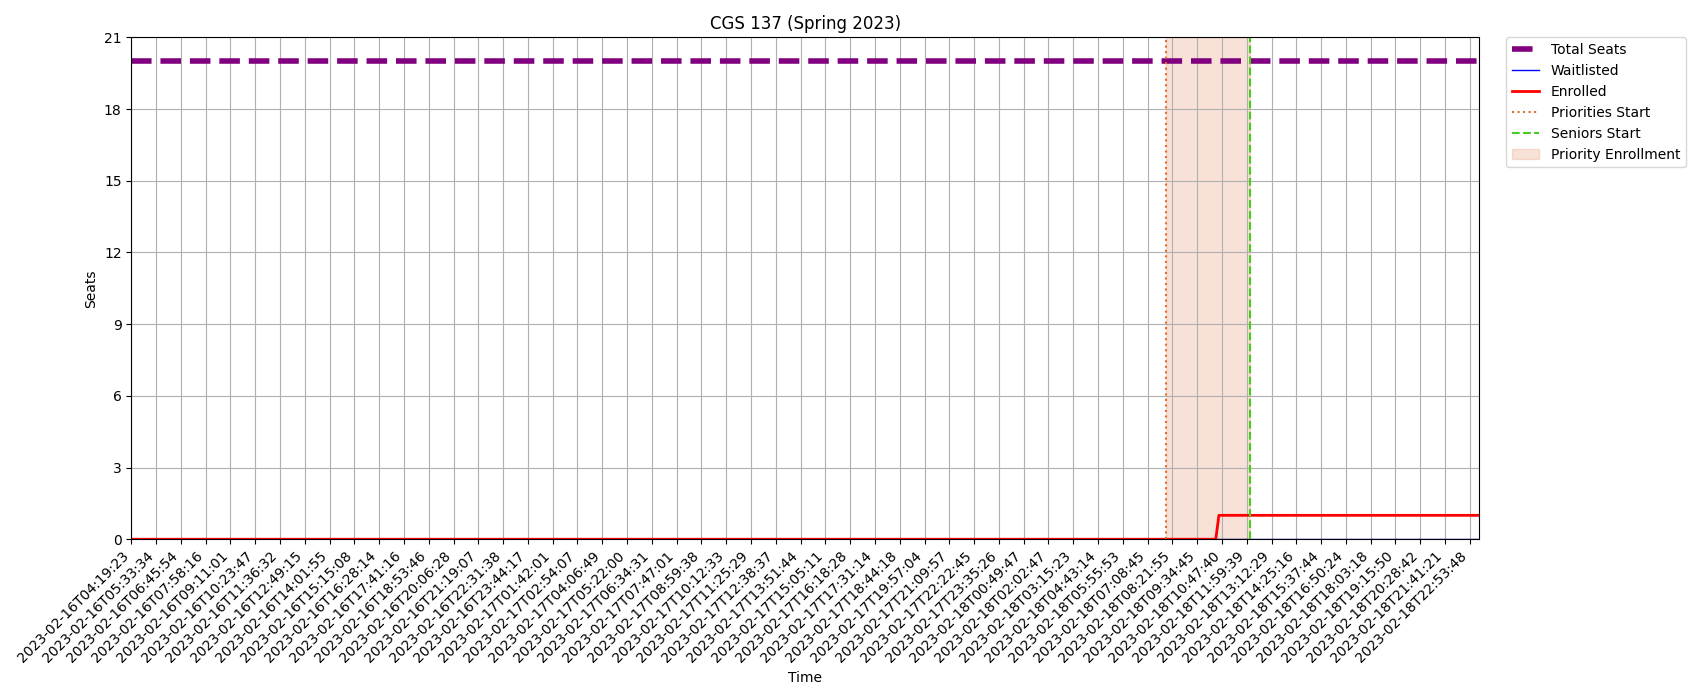 CGS 137 (Spring 2023)
21
18
15
12
9
6
3
0
Seats
2023-02-16T04:19:23
2023-02-16T05:33:34
2023-02-16T06:45:54
2023-02-16T07:58:16
2023-02-16T09:11:01
2023-02-16T10:23:47
2023-02-16T11:36:32
2023-02-16T12:49:15
2023-02-16T14:01:55
2023-02-16T15:15:08
2023-02-16T16:28:14
2023-02-16T17:41:16
2023-02-16T18:53:46
2023-02-16T20:06:28
2023-02-16T21:19:07
2023-02-16T22:31:38
2023-02-16T23:44:17
2023-02-17T01:42:01
2023-02-17T02:54:07
2023-02-17T04:06:49
2023-02-17T05:22:00
2023-02-17T06:34:31
2023-02-17T07:47:01
2023-02-17T08:59:38
2023-02-17T10:12:33
2023-02-17T11:25:29
2023-02-17T12:38:37
2023-02-17T13:51:44
2023-02-17T15:05:11
2023-02-17T16:18:28
2023-02-17T17:31:14
2023-02-17T18:44:18
2023-02-17T19:57:04
2023-02-17T21:09:57
2023-02-17T22:22:45
2023-02-17T23:35:26
2023-02-18T00:49:47
2023-02-18T02:02:47
2023-02-18T03:15:23
2023-02-18T04:43:14
2023-02-18T05:55:53
2023-02-18T07:08:45
2023-02-18T08:21:55
2023-02-18T09:34:45
2023-02-18T10:47:40
2023-02-18T11:59:39
2023-02-18T13:12:29
2023-02-18T14:25:16
2023-02-18T15:37:44
2023-02-18T16:50:24
2023-02-18T18:03:18
2023-02-18T19:15:50
2023-02-18T20:28:42
2023-02-18T21:41:21
2023-02-18T22:53:48
Time
Total Seats
Waitlisted
Enrolled
Priorities Start
Seniors Start
Priority Enrollment